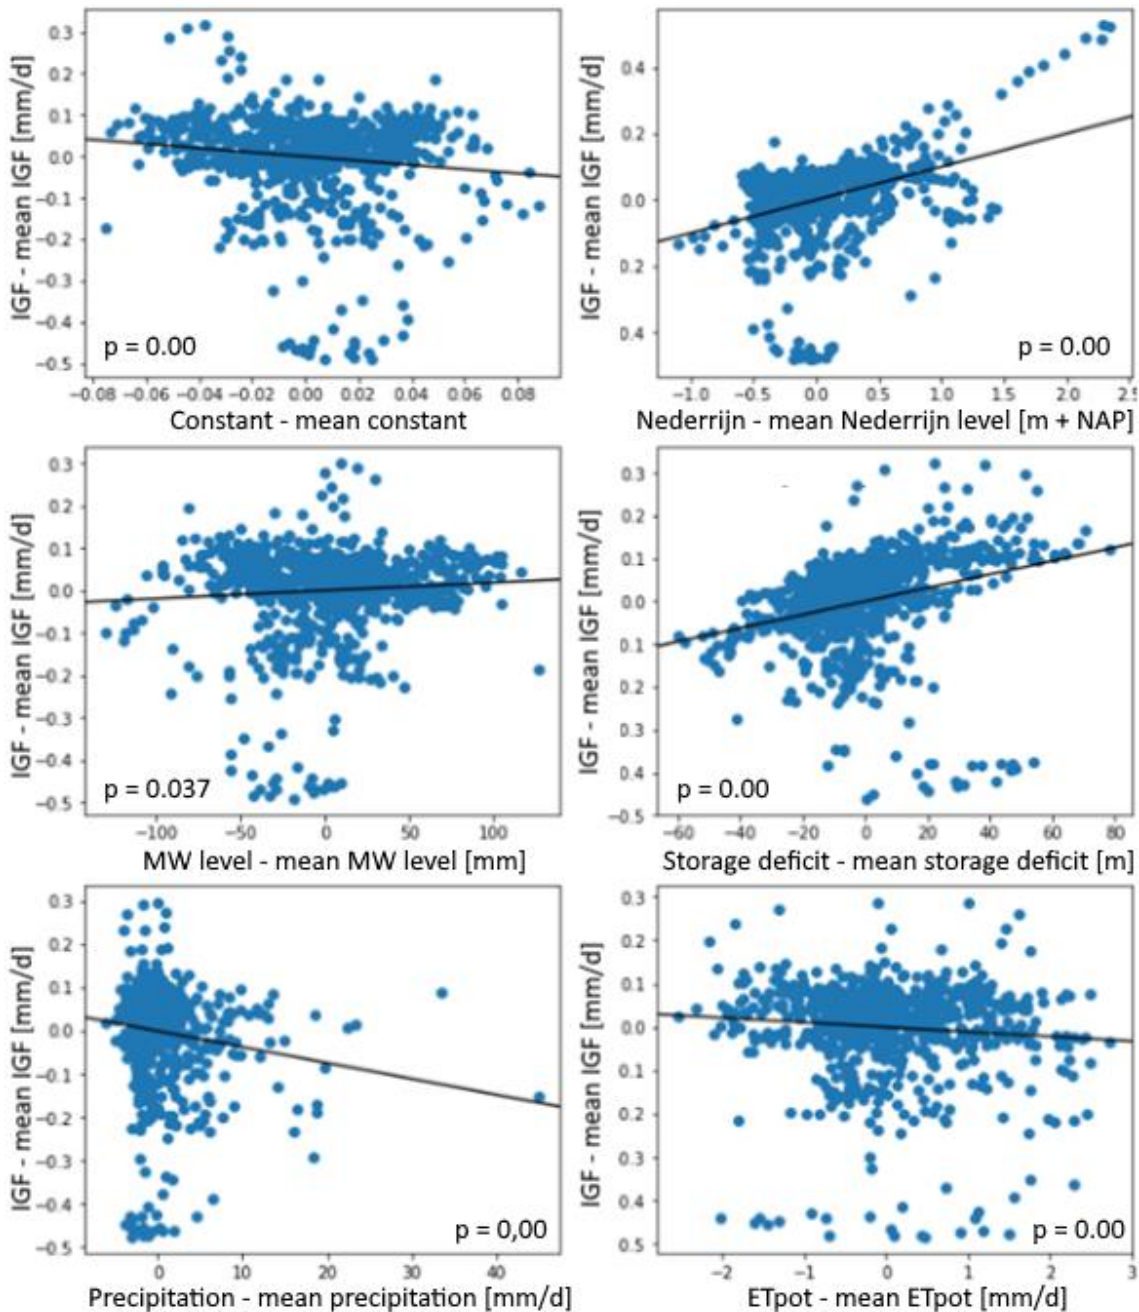 IGF - mean IGF [mm/d]
0.3
0.2
0.1
0.0
−0.1
−0.2
−0.3
−0.4
−0.5
p = 0.00
−0.08 −0.06 −0.04 −0.02 0.00 0.02 0.04 0.06 0.08
Constant - mean constant
IGF - mean IGF [mm/d]
0.4
0.2
0.0
0.2
0.4
p = 0.00
−1.0 −0.5 0.0 0.5 1.0 1.5 2.0 2.5
Nederrijn - mean Nederrijn level [m + NAP]
IGF - mean IGF [mm/d]
0.3
0.2
0.1
0.0
−0.1
−0.2
−0.3
−0.4
−0.5
p = 0.037
−100 −50 0 50 100
MW level - mean MW level [mm]
IGF - mean IGF [mm/d]
0.3
0.2
0.1
0.0
0.1
0.2
0.3
0.4
−0.5
p = 0.00
−60 −40 −20 0 20 40 60 80
Storage deficit - mean storage deficit [m]
IGF - mean IGF [mm/d]
0.3
0.2
0.1
0.0
−0.1
−0.2
−0.3
−0.4
−0.5
p = 0,00
0 10 20 30 40
Precipitation - mean precipitation [mm/d]
IGF - mean IGF [mm/d]
0.3
0.2
0.1
0.0
0.1
0.2
0.3
0.4
0.5
p = 0.00
−2 −1 0 1 2 3
ETpot - mean ETpot [mm/d]